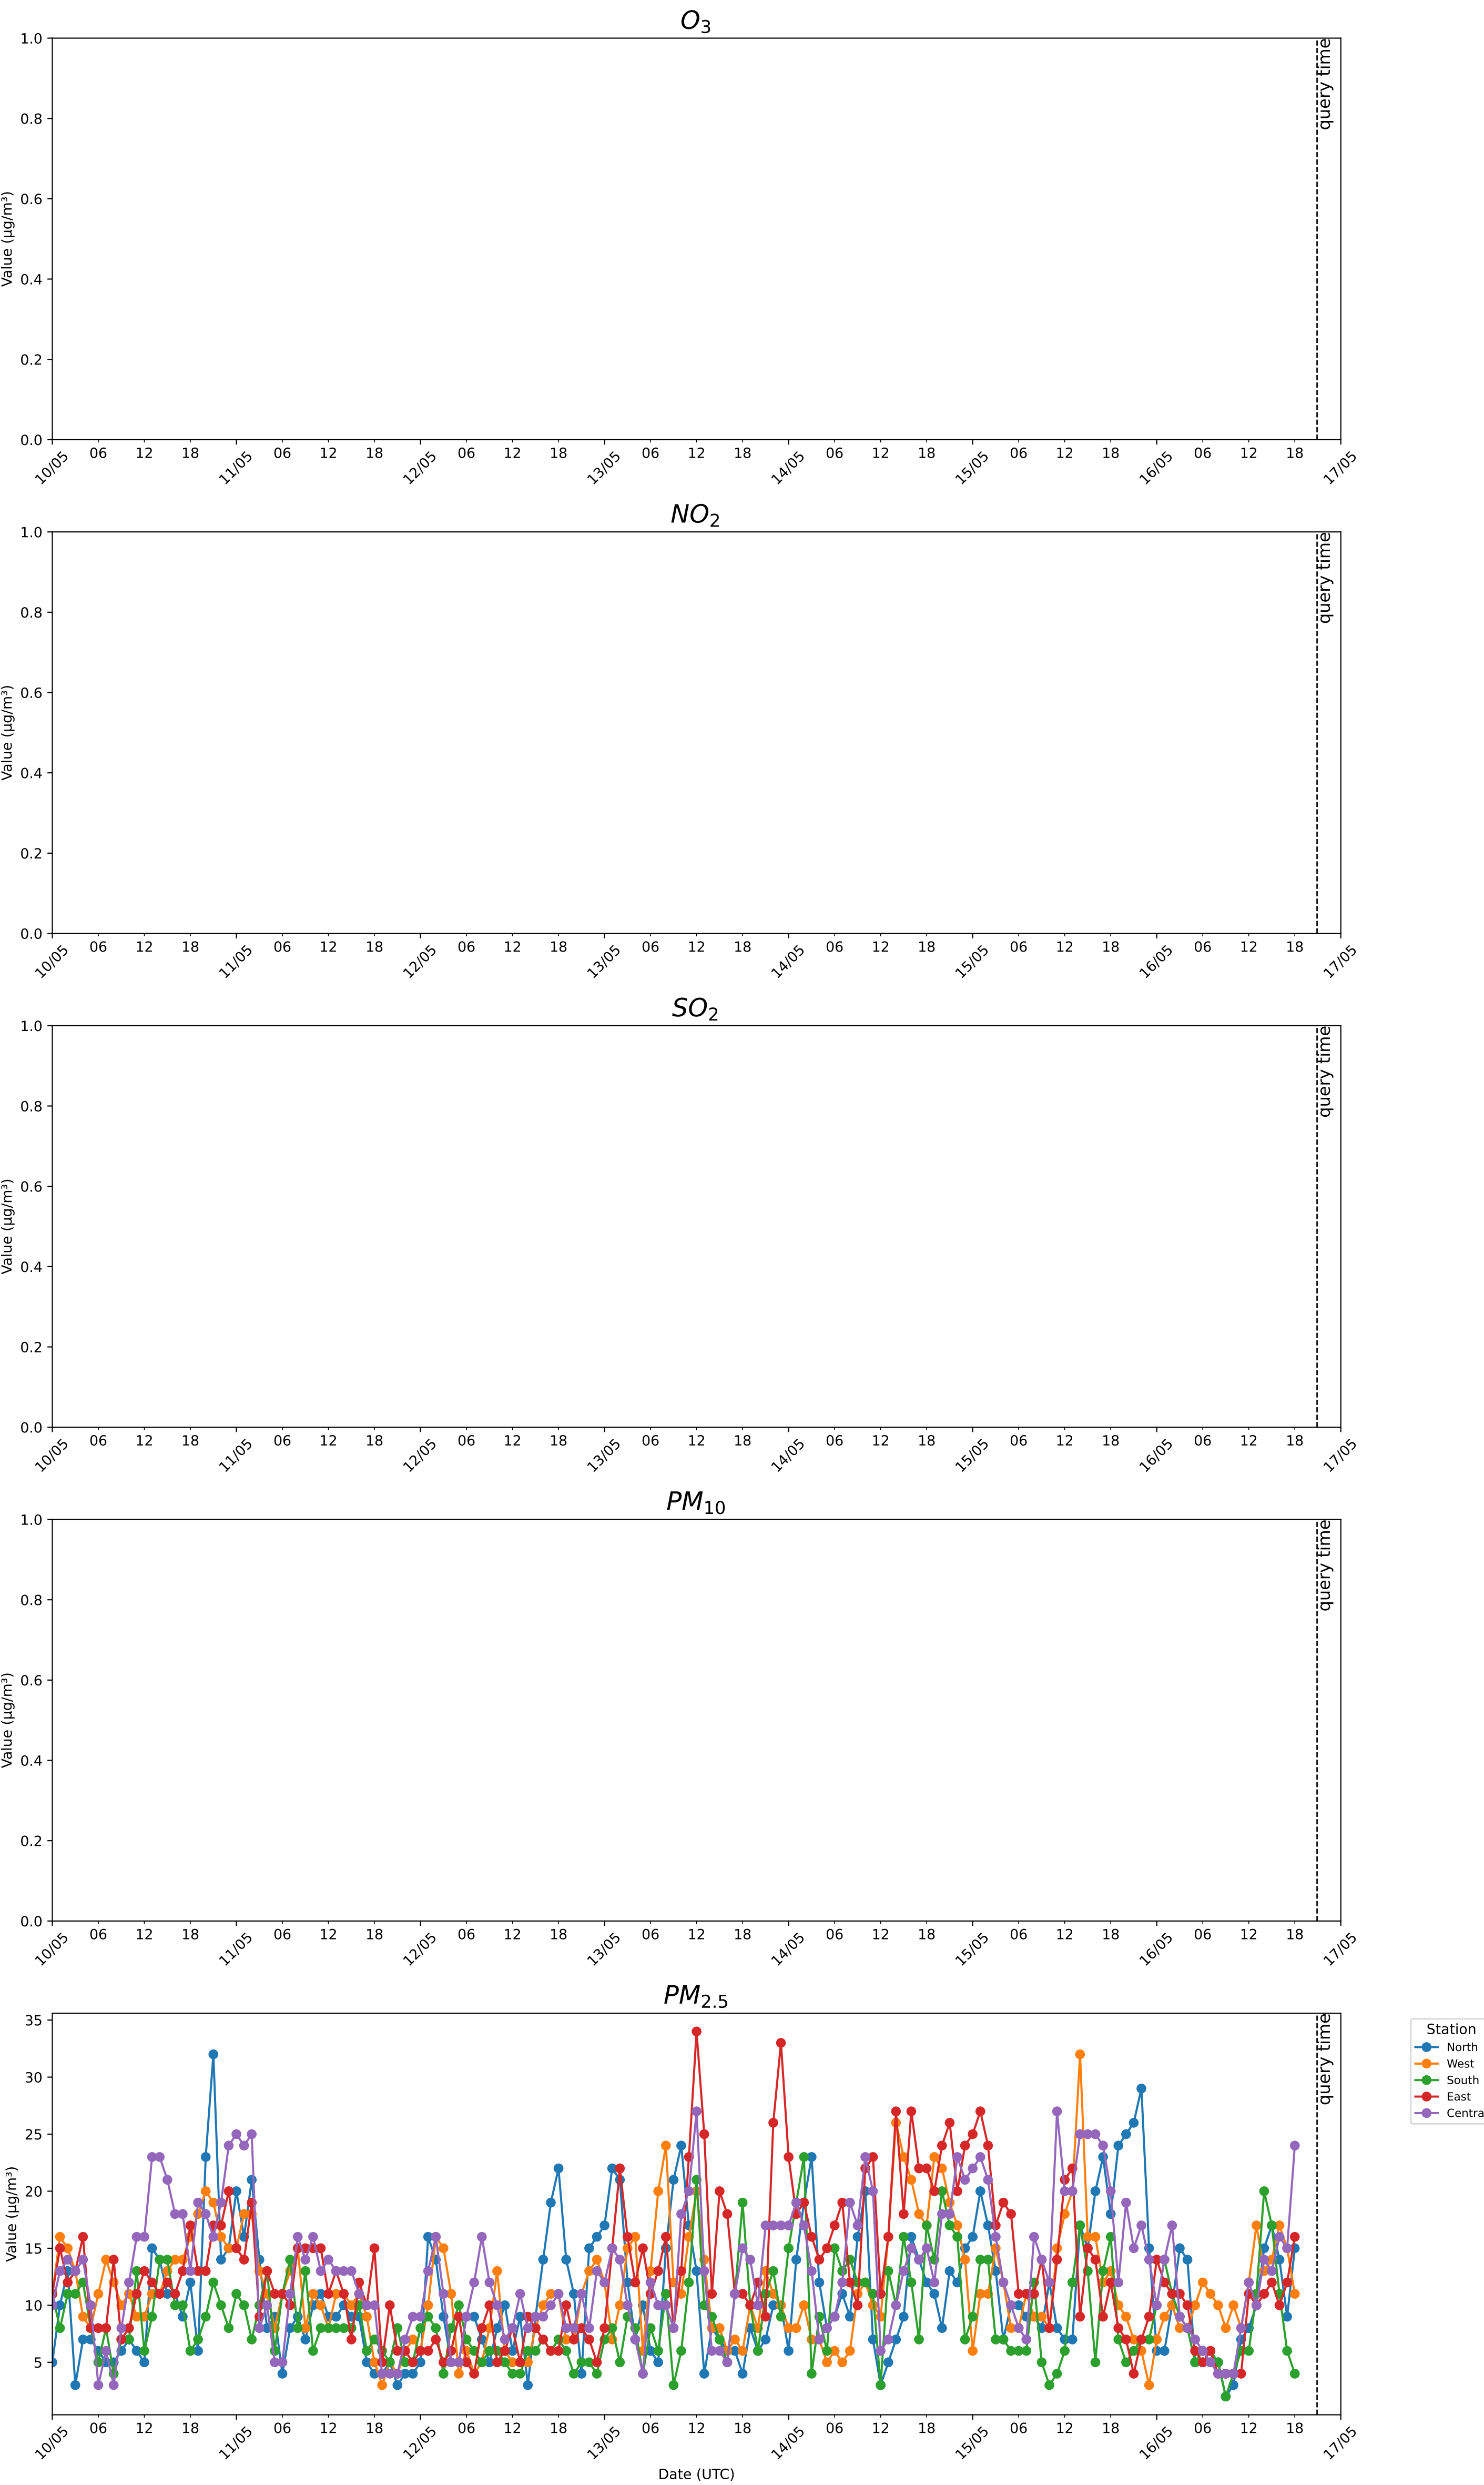 O3
1.0
0.8
0.6
0.4
0.2
0.0
Value (µg/m³)
query time
10/05 06 12 18 11/05 06 12 18 12/05 06 12 18 13/05 06 12 18 14/05 06 12 18 15/05 06 12 18 16/05 06 12 18 17/05
NO2
1.0
0.8
0.6
0.4
0.2
0.0
Value (µg/m³)
query time
10/05 06 12 18 11/05 06 12 18 12/05 06 12 18 13/05 06 12 18 14/05 06 12 18 15/05 06 12 18 16/05 06 12 18 17/05
SO2
1.0
0.8
0.6
0.4
0.2
0.0
Value (µg/m³)
query time
10/05 06 12 18 11/05 06 12 18 12/05 06 12 18 13/05 06 12 18 14/05 06 12 18 15/05 06 12 18 16/05 06 12 18 17/05
PM10
1.0
0.8
0.6
0.4
0.2
0.0
Value (µg/m³)
query time
10/05 06 12 18 11/05 06 12 18 12/05 06 12 18 13/05 06 12 18 14/05 06 12 18 15/05 06 12 18 16/05 06 12 18 17/05
PM2.5
35
30
25
20
15
10
5
Value (µg/m³)
query time
10/05 06 12 18 11/05 06 12 18 12/05 06 12 18 13/05 06 12 18 14/05 06 12 18 15/05 06 12 18 16/05 06 12 18 17/05
Date (UTC)
Station
North
West
South
East
Centra